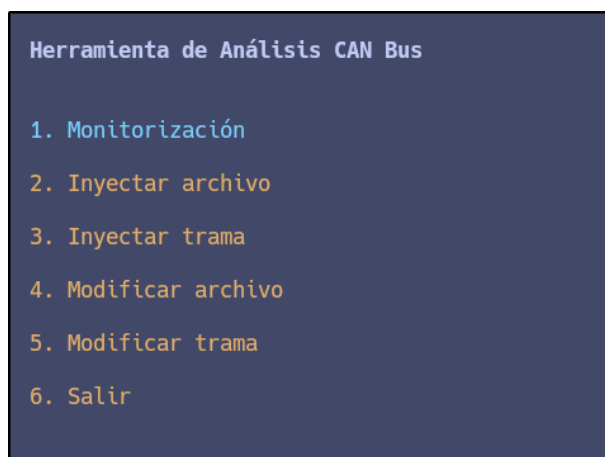 Herramienta de Análisis CAN Bus
1. Monitorización
2. Inyectar archivo
3. Inyectar trama
4. Modificar archivo
5. Modificar trama
6. Salir